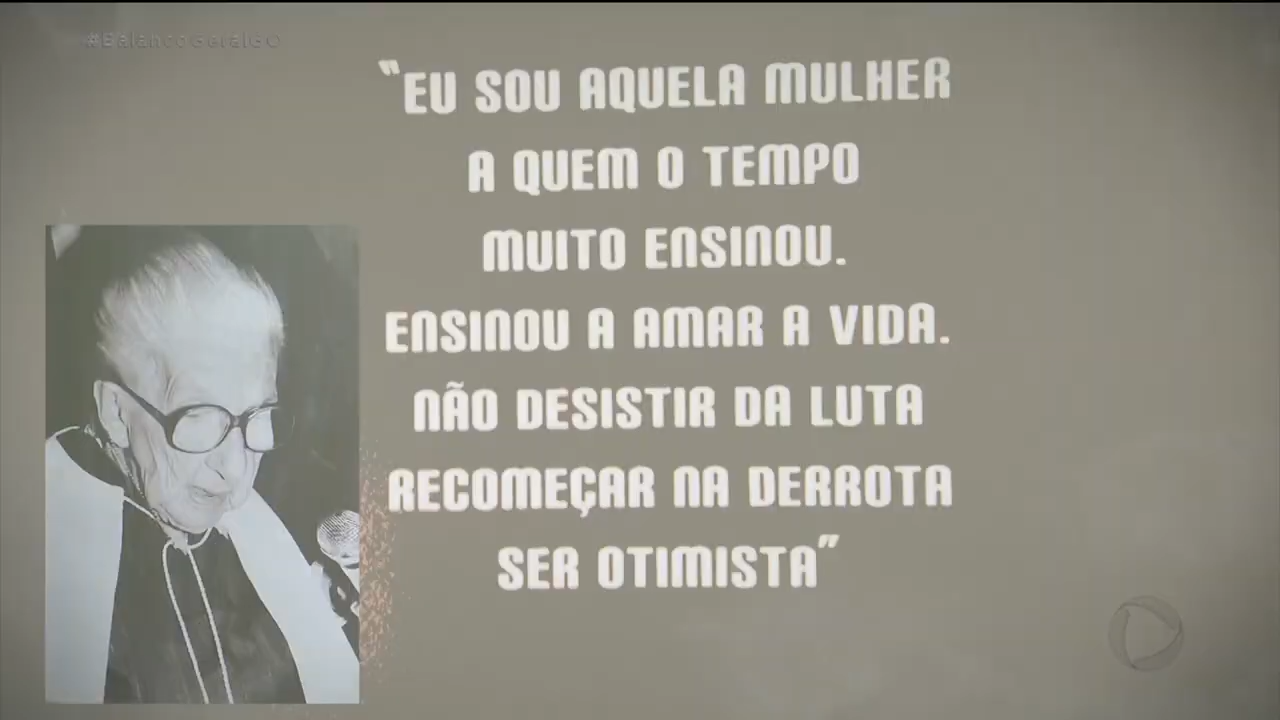 #BalançoGeralGO
"EU SOU AQUELA MULHER
A QUEM O TEMPO
MUITO ENSINOU.
ENSINOU A AMAR A VIDA.
NÃO DESISTIR DA LUTA
RECOMEÇAR NA DERROTA
SER OTIMISTA"